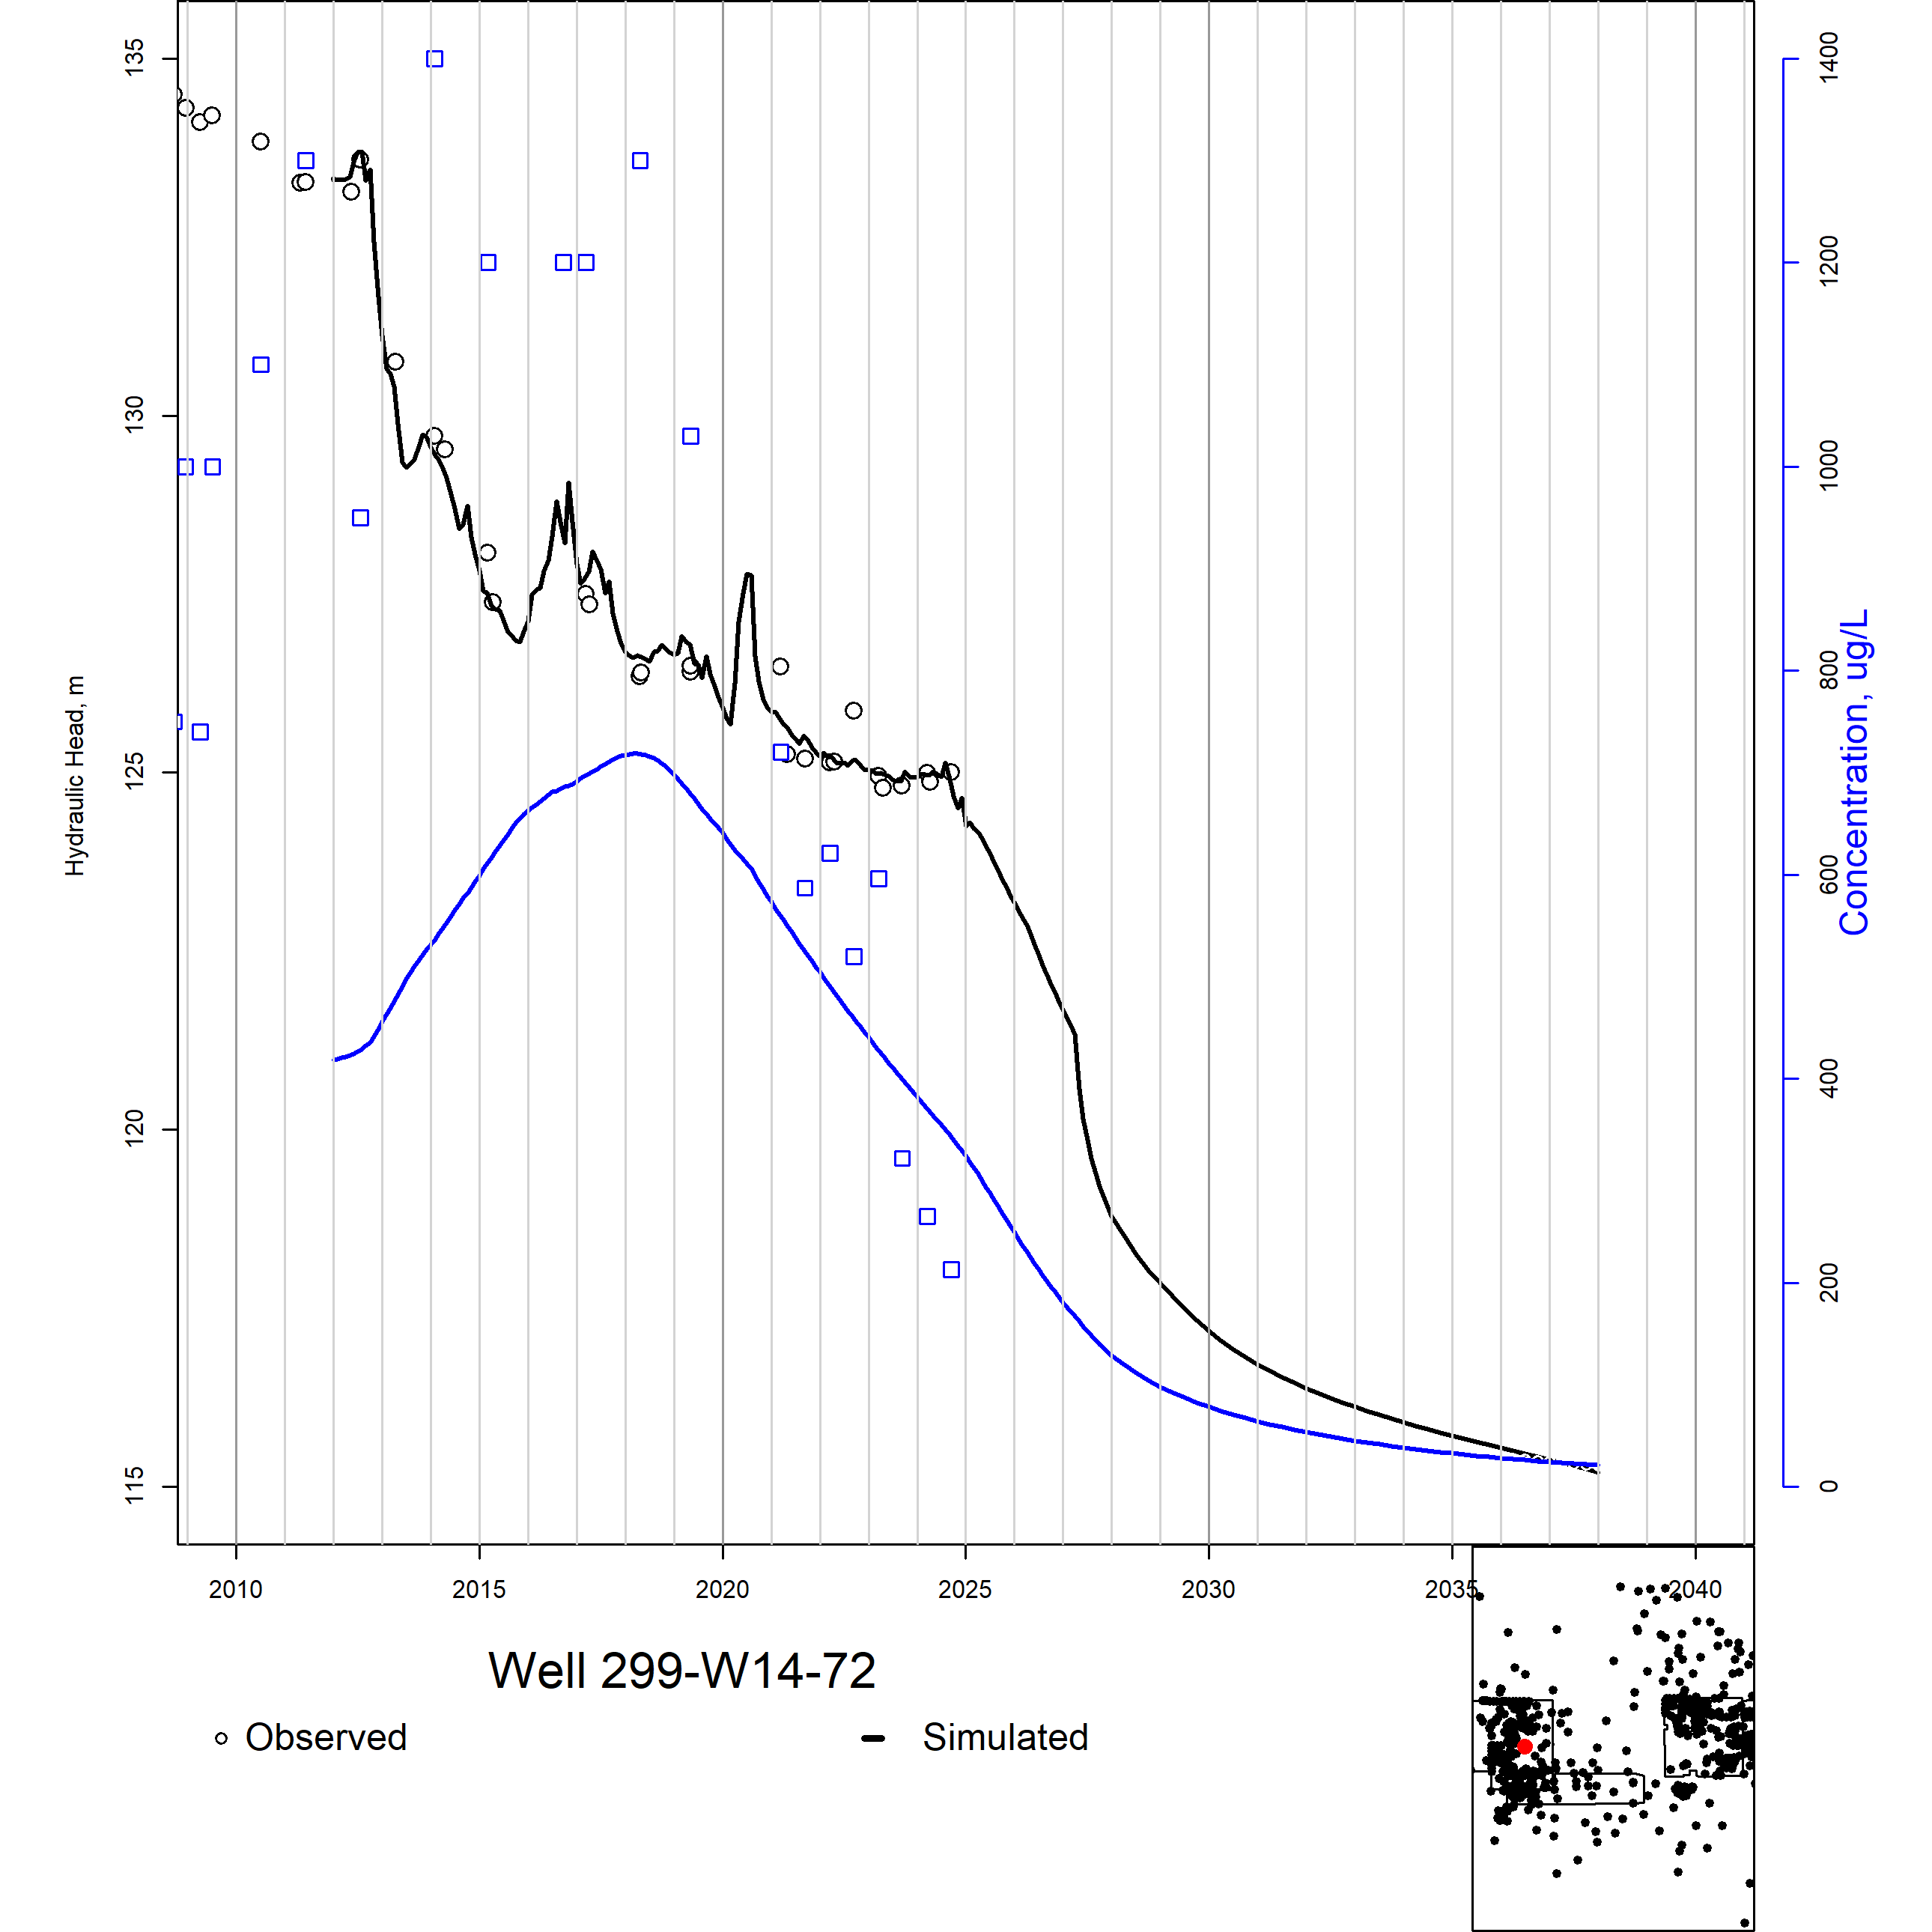 135
130
125
120
115
Hydraulic Head, m
1400
1200
1000
800
600
400
200
0
Concentration, ug/L
2010 2015 2020 2025 2030 2035 2040
Well 299-W14-72
Observed Simulated